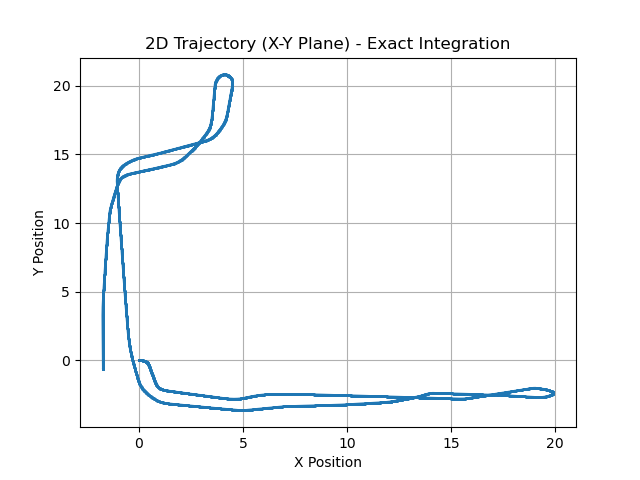 2D Trajectory (X-Y Plane) - Exact Integration
Y Position
20
15
10
5
0
0 5 10 15 20
X Position